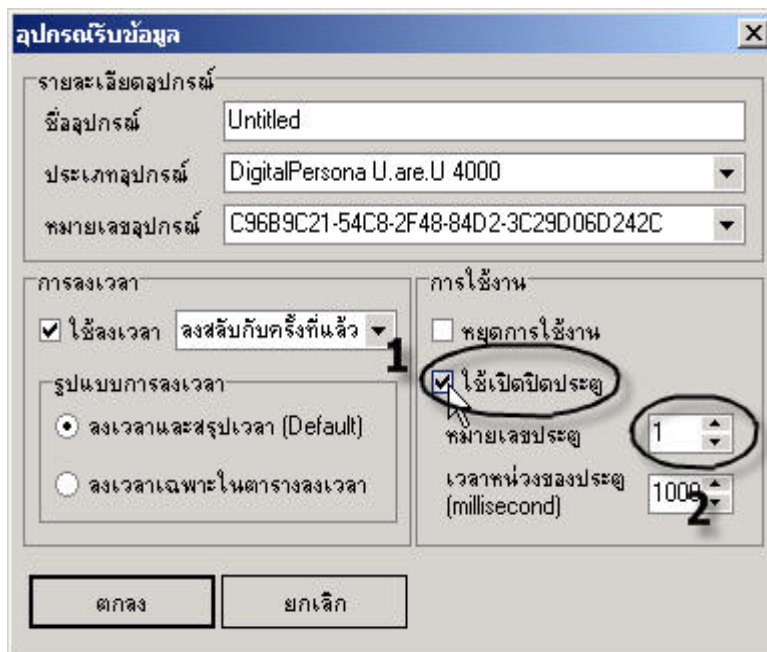 อุปกรณ์รับข้อมูล
รายละเอียดอุปกรณ์
ชื่ออุปกรณ์ Untitled
ประเภทอุปกรณ์ DigitalPersona U.are.U 4000
หมายเลขอุปกรณ์ C96B9C21-54C8-2F48-84D2-3C29D06D242C
การลงเวลา
ใช้ลงเวลา ลงสลับกับครั้งที่แล้ว
รูปแบบการลงเวลา
ลงเวลาและสรุปเวลา (Default)
ลงเวลาเฉพาะในตารางลงเวลา
การใช้งาน
หยุดการใช้งาน
1 ใช้เปิดปิดประตู
หมายเลขประตู 1
เวลาหน่วงของประตู 1000
(millisecond) 2
ตกลง ยกเลิก